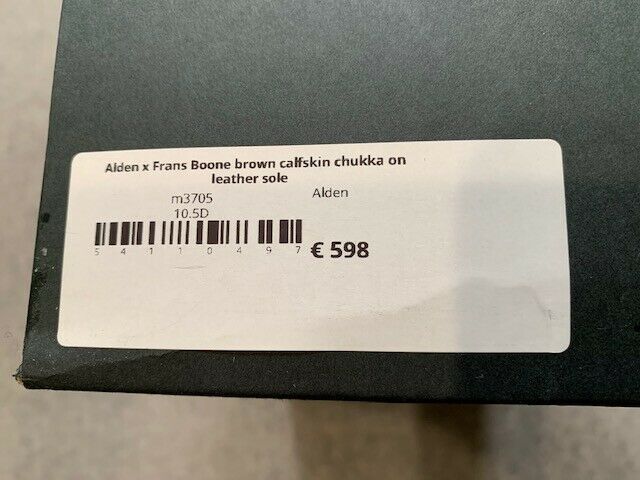 Alden x Frans Boone brown calfskin chukka on
leather sole
m3705 Alden
10.5D
5 4 1 1 0 4 9 7
€ 598